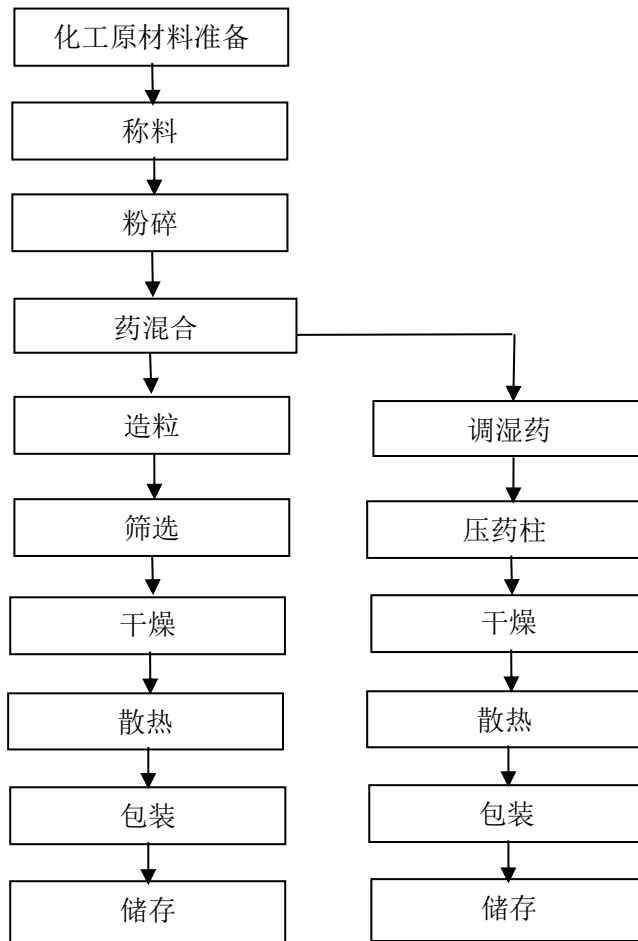 化工原材料准备
称料
粉碎
药混合
造粒
筛选
干燥
散热
包装
储存
调湿药
压药柱
干燥
散热
包装
储存